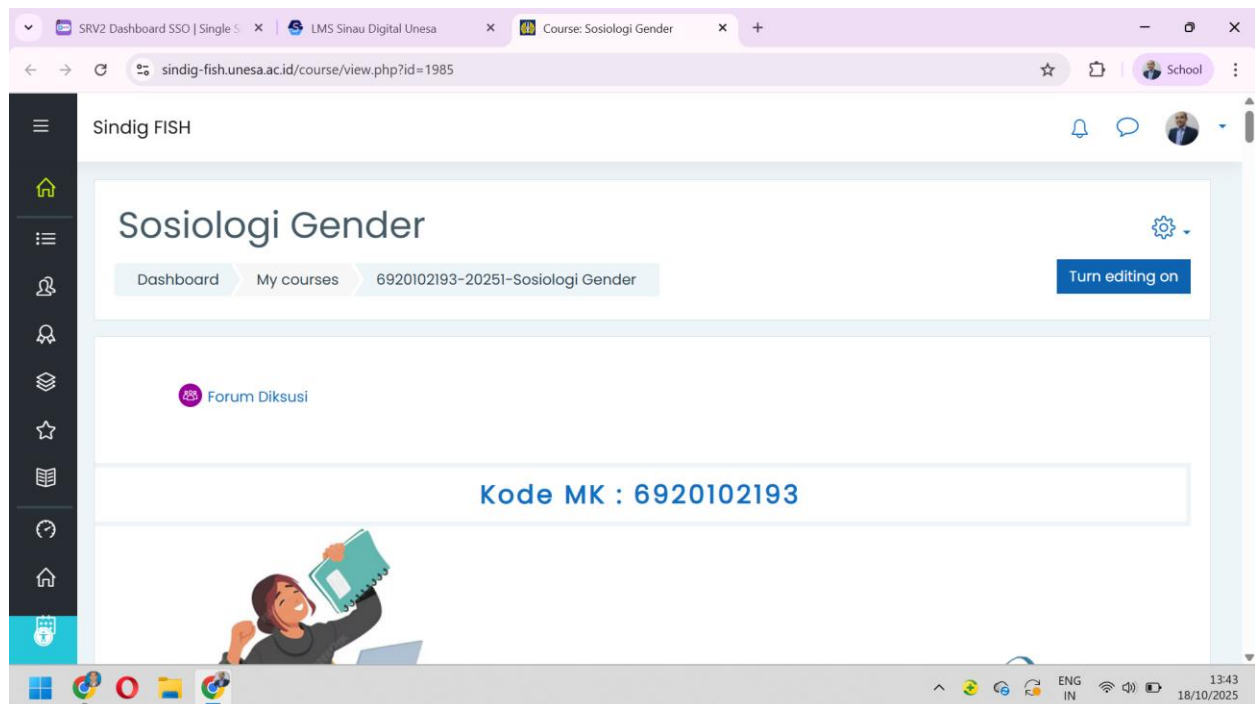 SRV2 Dashboard SSO | Single S
LMS Sinau Digital Unesa
Course: Sosiologi Gender
sindig-fish.unesa.ac.id/course/view.php?id=1985
School
Sindig FISH
Sosiologi Gender
Dashboard My courses 6920102193-20251-Sosiologi Gender
Turn editing on
Forum Diksusi
Kode MK : 6920102193
ENG
IN
13:43
18/10/2025